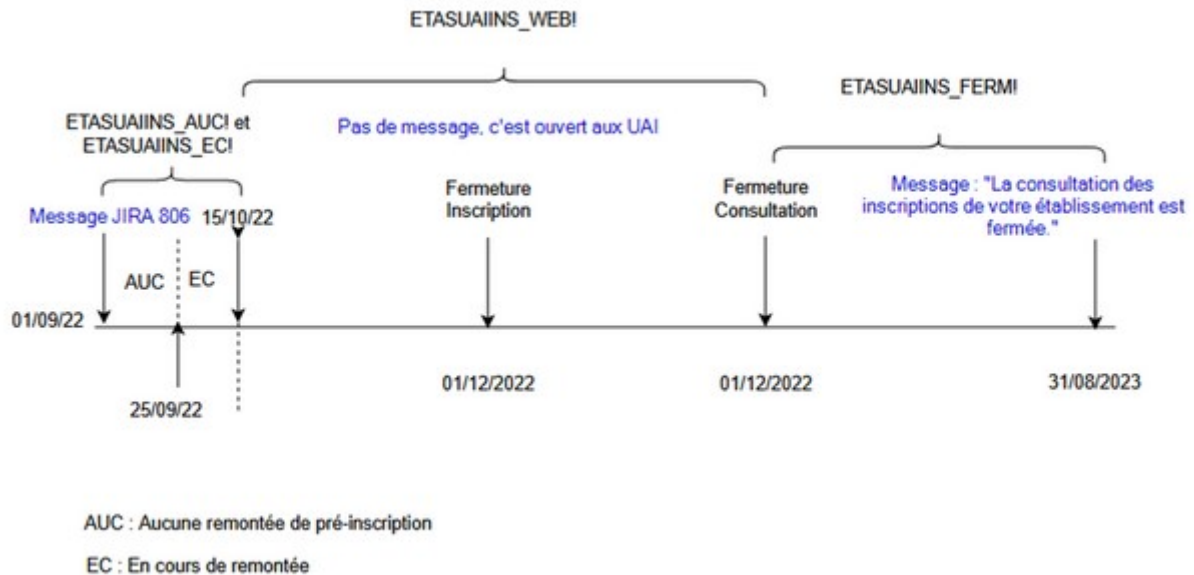 ETASUAIINS_WEB!
ETASUAIINS_FERM!
ETASUAIINS_AUC! et
ETASUAIINS_EC!
Pas de message, c'est ouvert aux UAI
Fermeture
Inscription
Fermeture
Consultation
Message : "La consultation des
inscriptions de votre établissement est
fermée."
Message JIRA 806
15/10/22
AUC
EC
01/09/22
25/09/22
01/12/2022
01/12/2022
31/08/2023
AUC : Aucune remontée de pré-inscription
EC : En cours de remontée